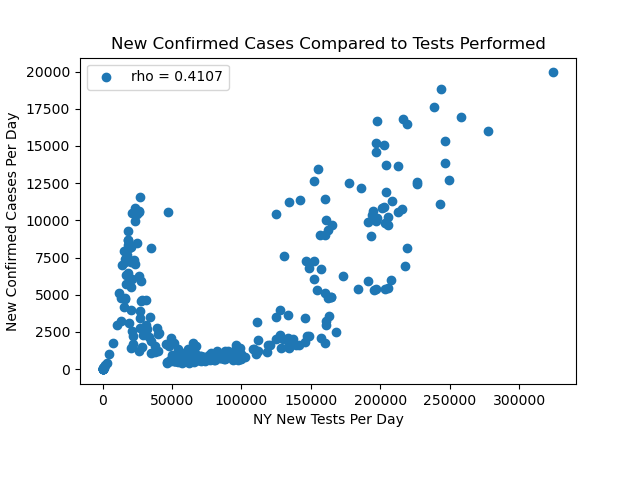 New Confirmed Cases Compared to Tests Performed
rho = 0.4107
New Confirmed Caeses Per Day
20000
17500
15000
12500
10000
7500
5000
2500
0
0 50000 100000 150000 200000 250000 300000
NY New Tests Per Day